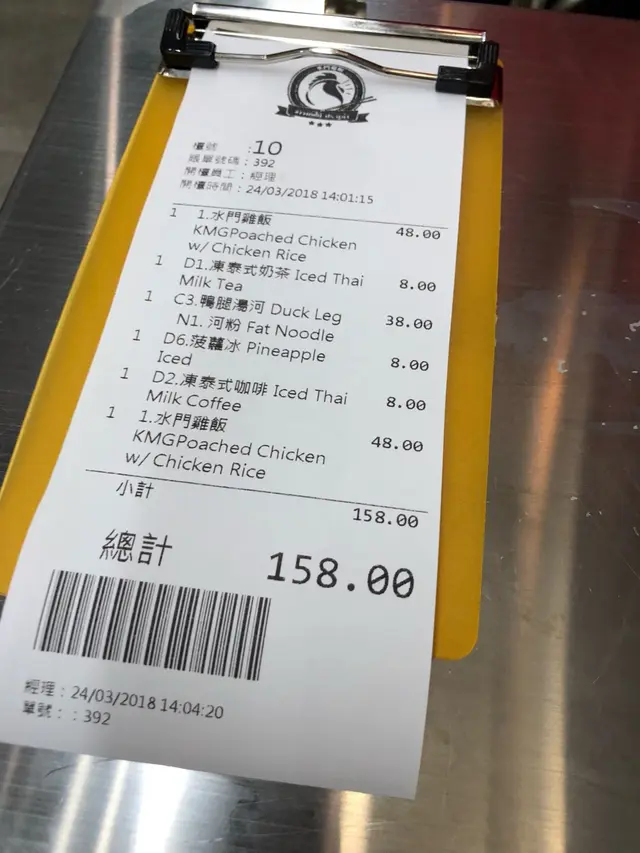 水門雞飯
檯號 :10
賬單號碼 : 392
開檯員工 : 經理
開檯時間 : 24/03/2018 14:01:15
1 1.水門雞飯 48.00
KMGPoached Chicken
w/ Chicken Rice
1 D1.凍泰式奶茶 Iced Thai 8.00
Milk Tea
1 C3.鴨腿湯河 Duck Leg 38.00
N1. 河粉 Fat Noodle
1 D6.菠蘿冰 Pineapple 8.00
Iced
1 D2.凍泰式咖啡 Iced Thai 8.00
Milk Coffee
1 1.水門雞飯 48.00
KMGPoached Chicken
w/ Chicken Rice
小計 158.00
總計 158.00
經理 : 24/03/2018 14:04:20
單號 : : 392